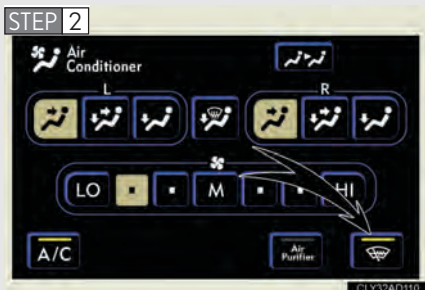 STEP 2
Air
Conditioner
L
R
LO
M
HI
A/C
Air
Purifier
CLY32AD110